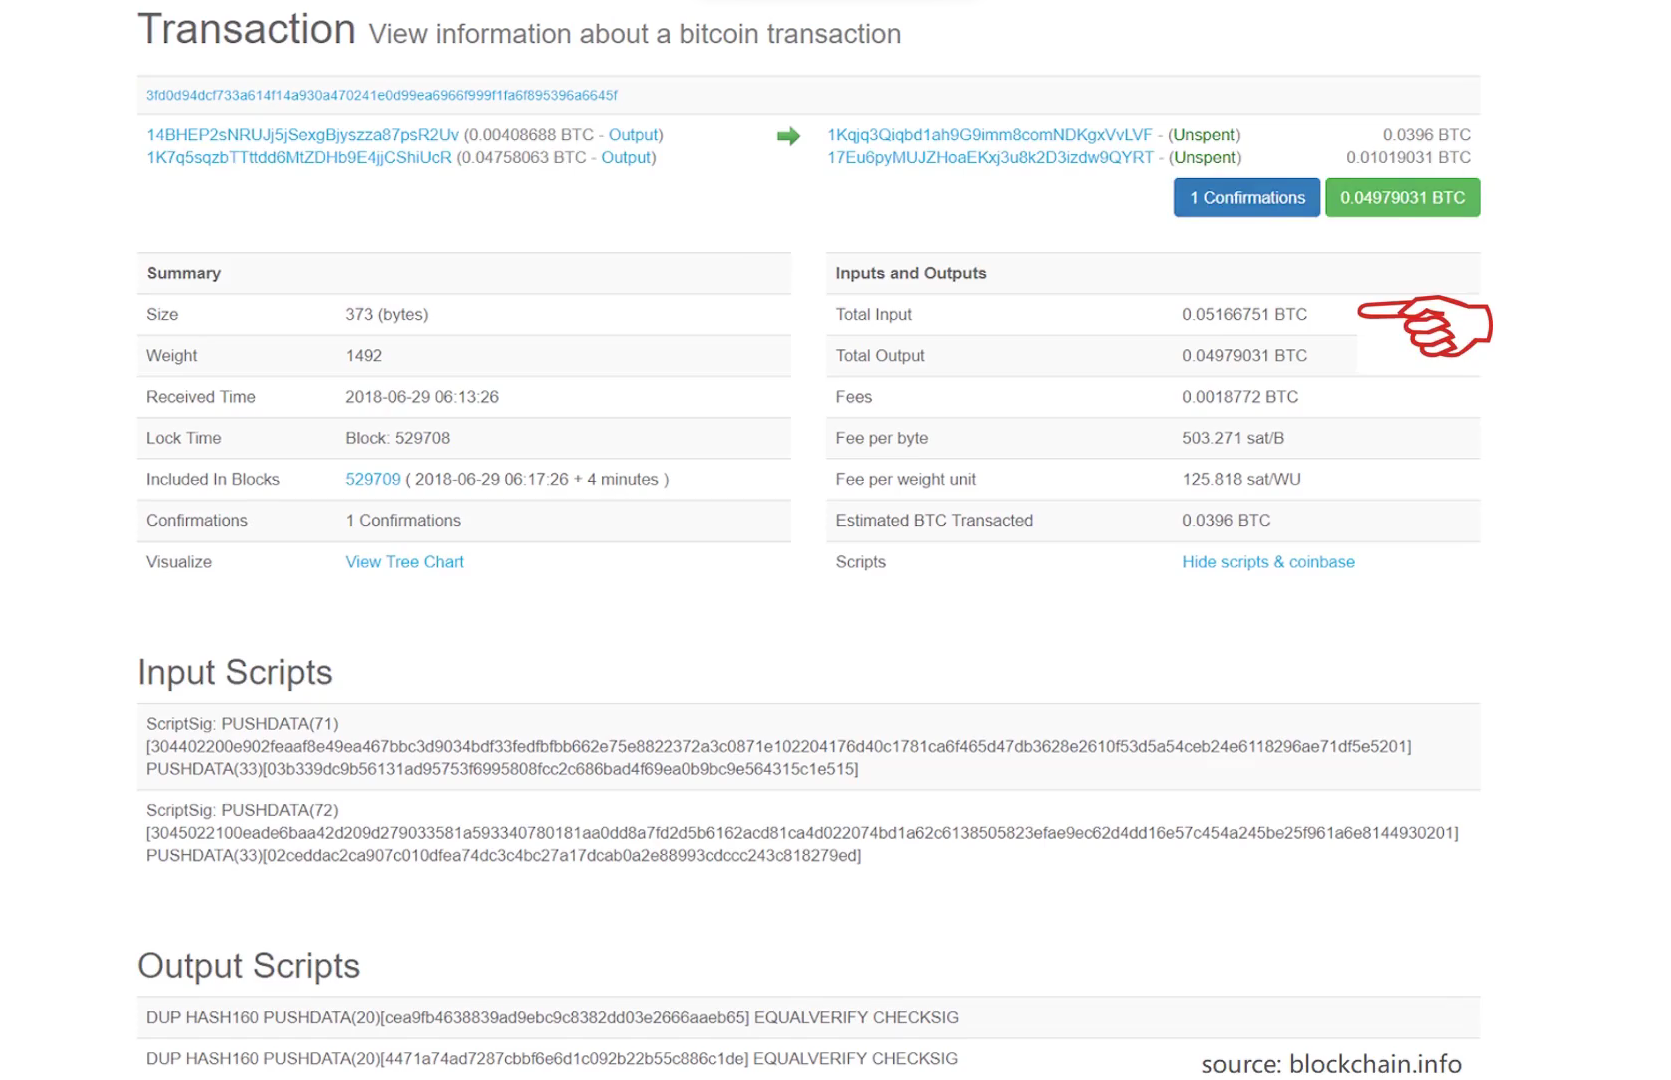 Transaction View information about a bitcoin transaction
3fd0d94dcf733a614f14a930a470241e0d99ea6966f999f1fa6f895396a6645f
14BHEP2sNRUJj5jSexgBjyszza87psR2Uv (0.00408688 BTC - Output)
1K7q5sqzbTTttdd6MtZDHb9E4jjCShiUcR (0.04758063 BTC - Output)
1Kqjq3Qiqbd1ah9G9imm8comNDKgxVvLVF - (Unspent) 0.0396 BTC
17Eu6pyMUJZHoaEKxj3u8k2D3izdw9QYRT - (Unspent) 0.01019031 BTC
1 Confirmations 0.04979031 BTC
Summary
Size 373 (bytes)
Weight 1492
Received Time 2018-06-29 06:13:26
Lock Time Block: 529708
Included In Blocks 529709 ( 2018-06-29 06:17:26 + 4 minutes )
Confirmations 1 Confirmations
Visualize View Tree Chart
Inputs and Outputs
Total Input 0.05166751 BTC
Total Output 0.04979031 BTC
Fees 0.0018772 BTC
Fee per byte 503.271 sat/B
Fee per weight unit 125.818 sat/WU
Estimated BTC Transacted 0.0396 BTC
Scripts Hide scripts & coinbase
Input Scripts
ScriptSig: PUSHDATA(71)
[304402200e902feaaf8e49ea467bbc3d9034bdf33fedfbfbb662e75e8822372a3c0871e102204176d40c1781ca6f465d47db3628e2610f53d5a54ceb24e6118296ae71df5e5201]
PUSHDATA(33)[03b339dc9b56131ad95753f6995808fcc2c686bad4f69ea0b9bc9e564315c1e515]
ScriptSig: PUSHDATA(72)
[3045022100eade6baa42d209d279033581a593340780181aa0dd8a7fd2d5b6162acd81ca4d022074bd1a62c6138505823efae9ec62d4dd16e57c454a245be25f961a6e8144930201]
PUSHDATA(33)[02ceddac2ca907c010dfea74dc3c4bc27a17dcab0a2e88993cdccc243c818279ed]
Output Scripts
DUP HASH160 PUSHDATA(20)[cea9fb4638839ad9ebc9c8382dd03e2666aaeb65] EQUALVERIFY CHECKSIG
DUP HASH160 PUSHDATA(20)[4471a74ad7287cbbf6e6d1c092b22b55c886c1de] EQUALVERIFY CHECKSIG
source: blockchain.info